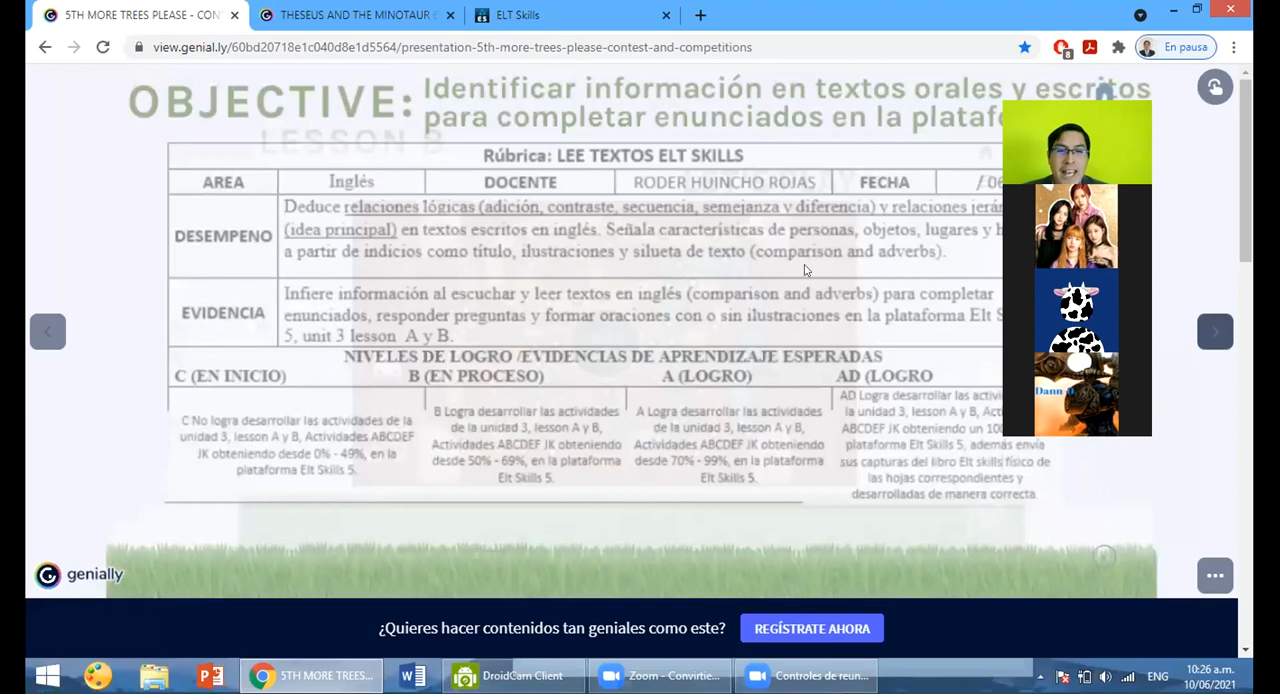 5TH MORE TREES PLEASE - CON
THESEUS AND THE MINOTAUR
ELT Skills
view.genial.ly/60bd20718e1c040d8e1d5564/presentation-5th-more-trees-please-contest-and-competitions
8
En pausa
OBJECTIVE: Identificar información en textos orales y escritos
para completar enunciados en la plataf
LESSON B
Rúbrica: LEE TEXTOS ELT SKILLS
AREA Inglés DOCENTE RODER HUINCHO ROJAS FECHA /06
DESEMPEÑO
Deduce relaciones lógicas (adición, contraste, secuencia, semejanza y diferencia) y relaciones jerár
(idea principal) en textos escritos en inglés. Señala características de personas, objetos, lugares y h
a partir de indicios como título, ilustraciones y silueta de texto (comparison and adverbs).
EVIDENCIA
Infiere información al escuchar y leer textos en inglés (comparison and adverbs) para completar
enunciados, responder preguntas y formar oraciones con o sin ilustraciones en la plataforma Elt S
5, unit 3 lesson A y B.
NIVELES DE LOGRO /EVIDENCIAS DE APRENDIZAJE ESPERADAS
C (EN INICIO) B (EN PROCESO) A (LOGRO) AD (LOGRO
C No logra desarrollar las actividades de la
unidad 3, lesson A y B, Actividades ABCDEF
JK obteniendo desde 0% - 49%, en la
plataforma Elt Skills 5.
B Logra desarrollar las actividades
de la unidad 3, lesson A y B,
Actividades ABCDEF JK obteniendo
desde 50% - 69%, en la plataforma
Elt Skills 5.
A Logra desarrollar las actividades
de la unidad 3, lesson A y B,
Actividades ABCDEF JK obteniendo
desde 70% - 99%, en la plataforma
Elt Skills 5.
AD Logra desarrollar las activi
la unidad 3, lesson A y B, Act
ABCDEF JK obteniendo un 100
plataforma Elt Skills 5, además envía
sus capturas del libro Elt skills físico de
las hojas correspondientes y
desarrolladas de manera correcta.
Dann
genially
¿Quieres hacer contenidos tan geniales como este?
REGÍSTRATE AHORA
5TH MORE TREES...
DroidCam Client
Zoom - Convirtie...
Controles de reun...
ENG
10:26 a.m.
10/06/2021